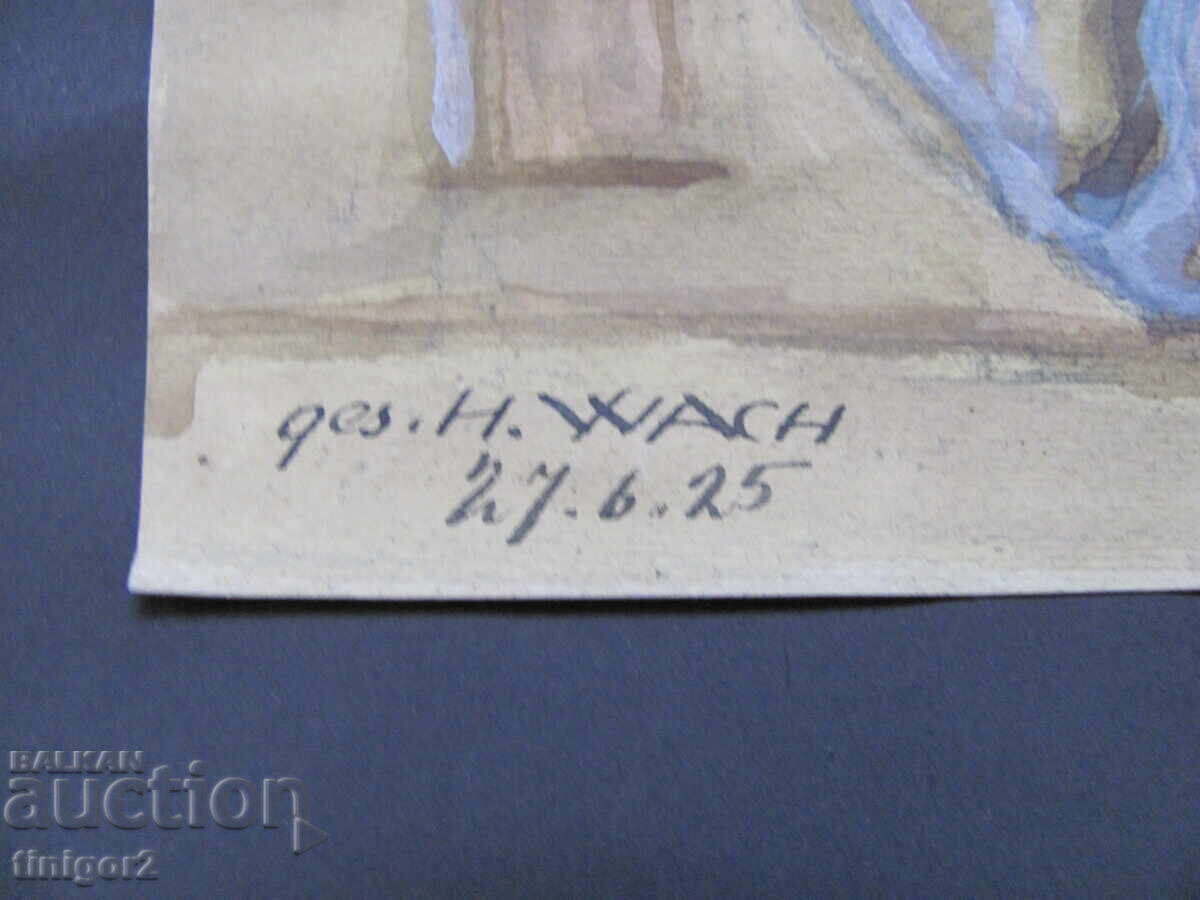 ges. H. WACH
27.6.25
BALKAN
auction
tinigor2